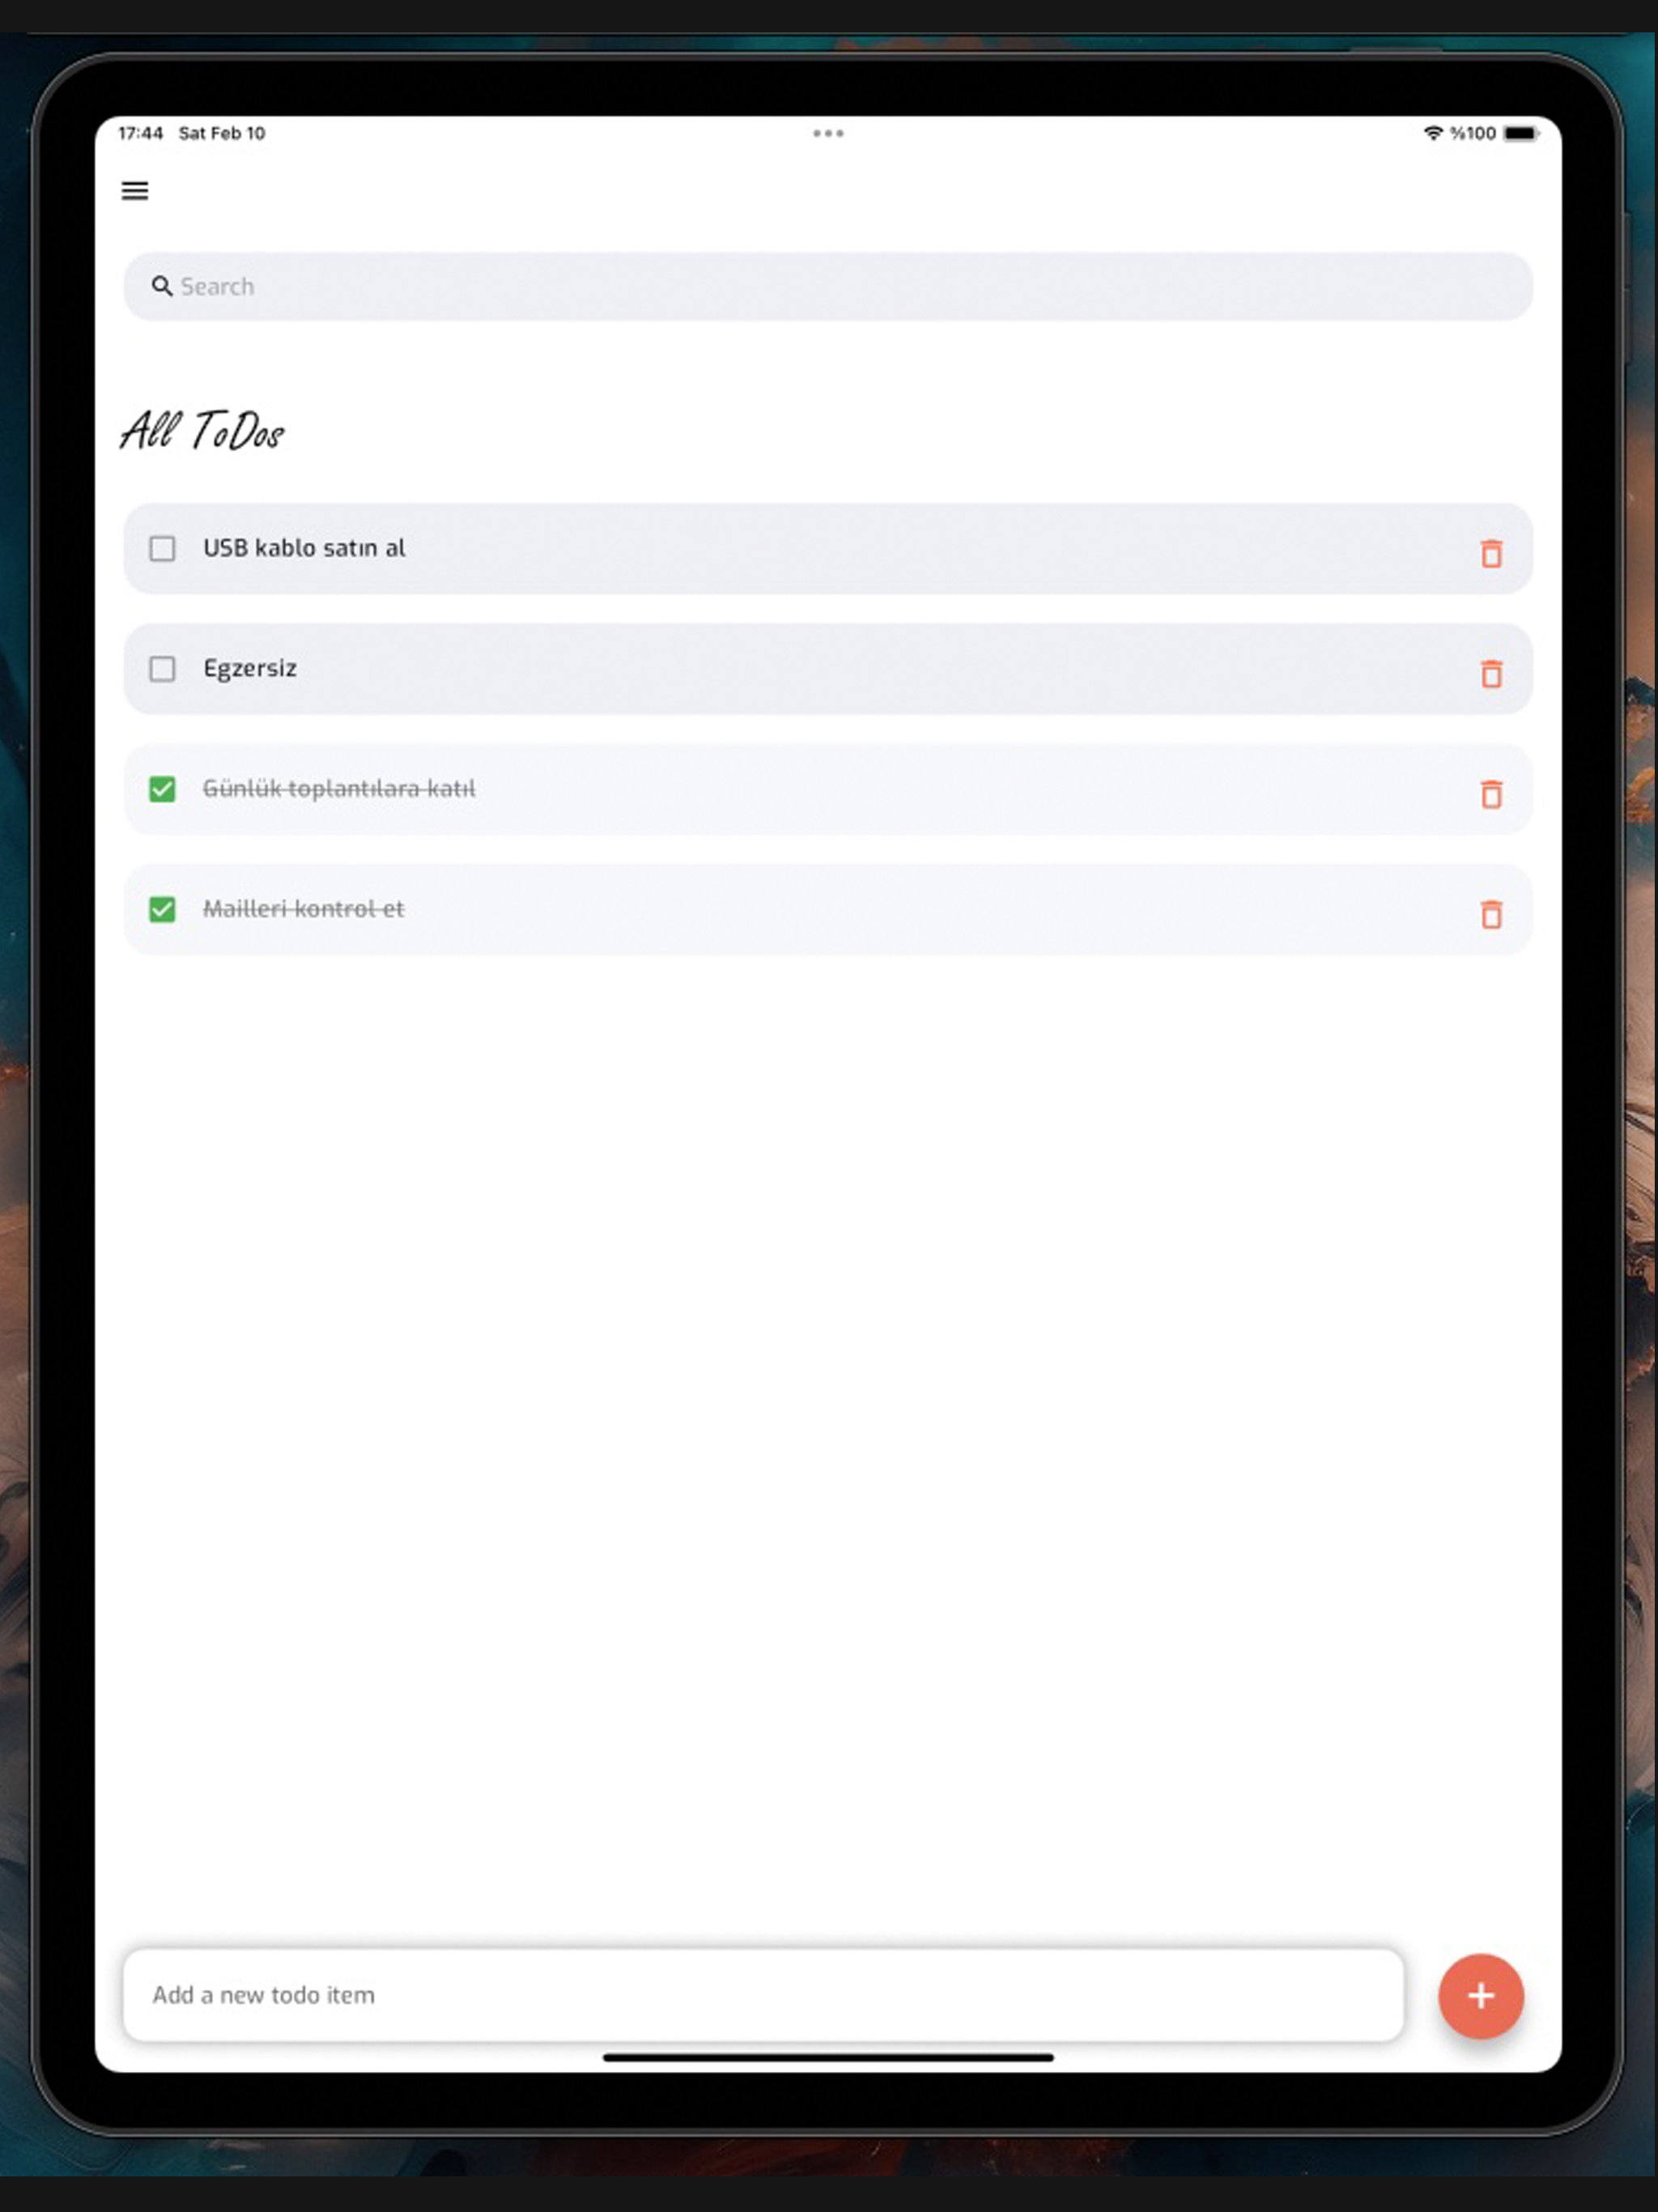 17:44 Sat Feb 10
%100
Search
All ToDos
USB kablo satın al
Egzersiz
Günlük toplantılara katıl
Mailleri kontrol et
Add a new todo item